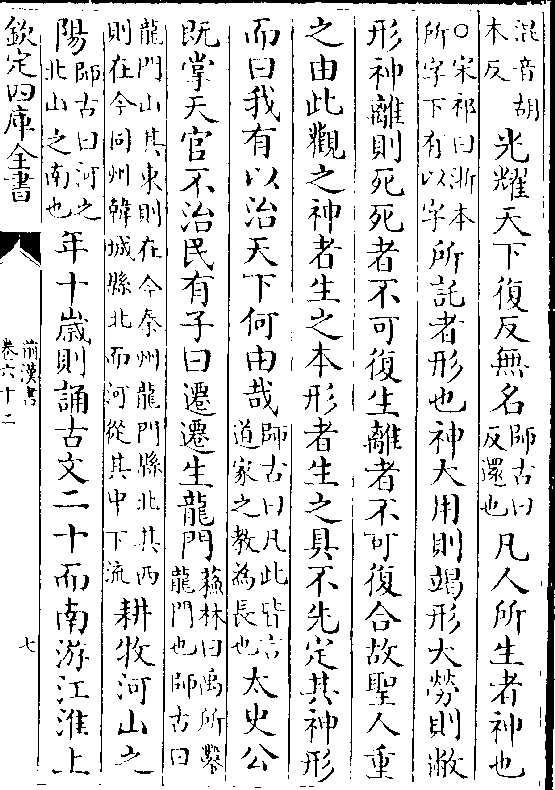 混音胡本反光耀天下復反無名師古曰反還也凡人所生者神也
○宋祁曰浙本所字下有以字所託者形也神大用則竭形大勞則敝
形神離則死死者不可復生離者不可復合故聖人重
之由此觀之神者生之本形者生之具不先定其神形
而曰我有以治天下何由哉師古曰凡此皆言道家之教為長也太史公
既掌天官不治民有子曰遷遷生龍門蘇林曰禹所鑿龍門也師古曰
龍門山其東則在今秦州龍門縣北其西則在今同州韓城縣北而河從其中下流耕牧河山之
陽師古曰河之北山之南也年十歲則誦古文二十而南游江淮上
欽定四庫全書
前漢書
卷六十二
七